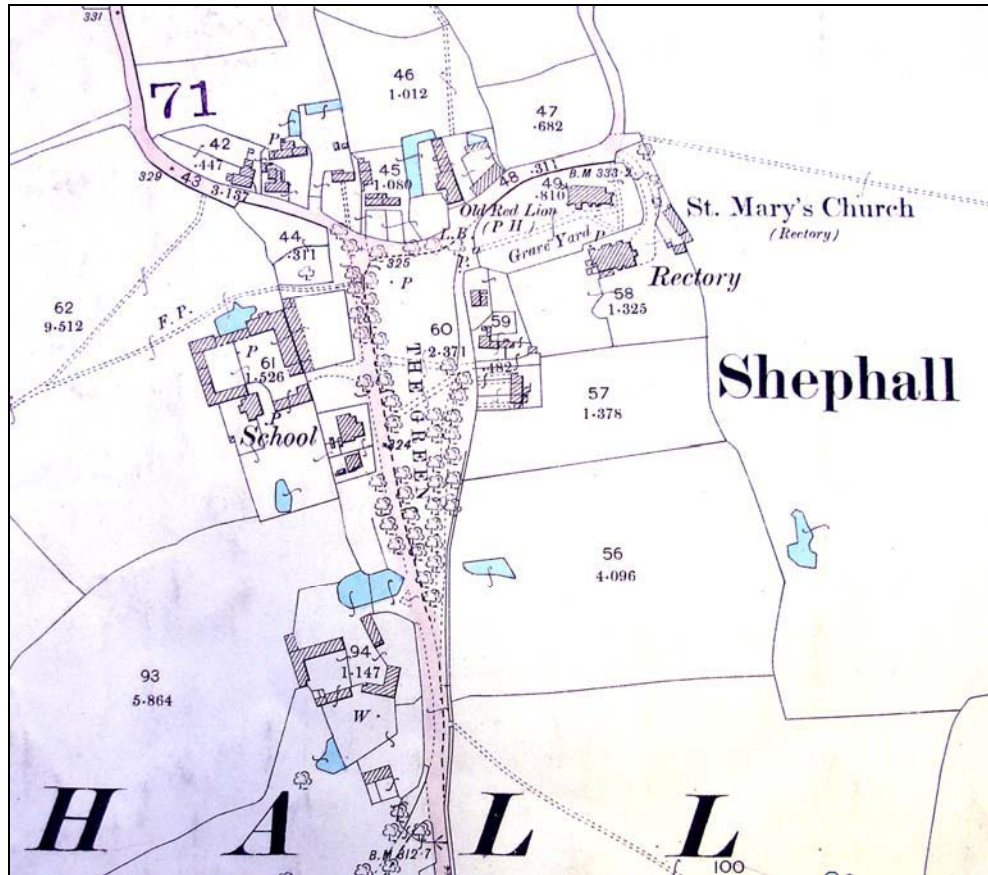 331
71
46
1·012
47
·682
42
·447
P
329
43
3·137
45
1·080
48
·311
B.M 333·2
49
·810
Old Red Lion
(P H)
L.B
P.
Grave Yard
P
St. Mary's Church
(Rectory)
Rectory
44
·311
325
P
58
1·325
62
9·512
F. P.
59
·482
60
2·371
THE GREEN
P
61
1·526
P
School
324
57
1·378
Shephall
56
4·096
93
5·864
94
1·147
W
H A L L
B.M 312·7
100